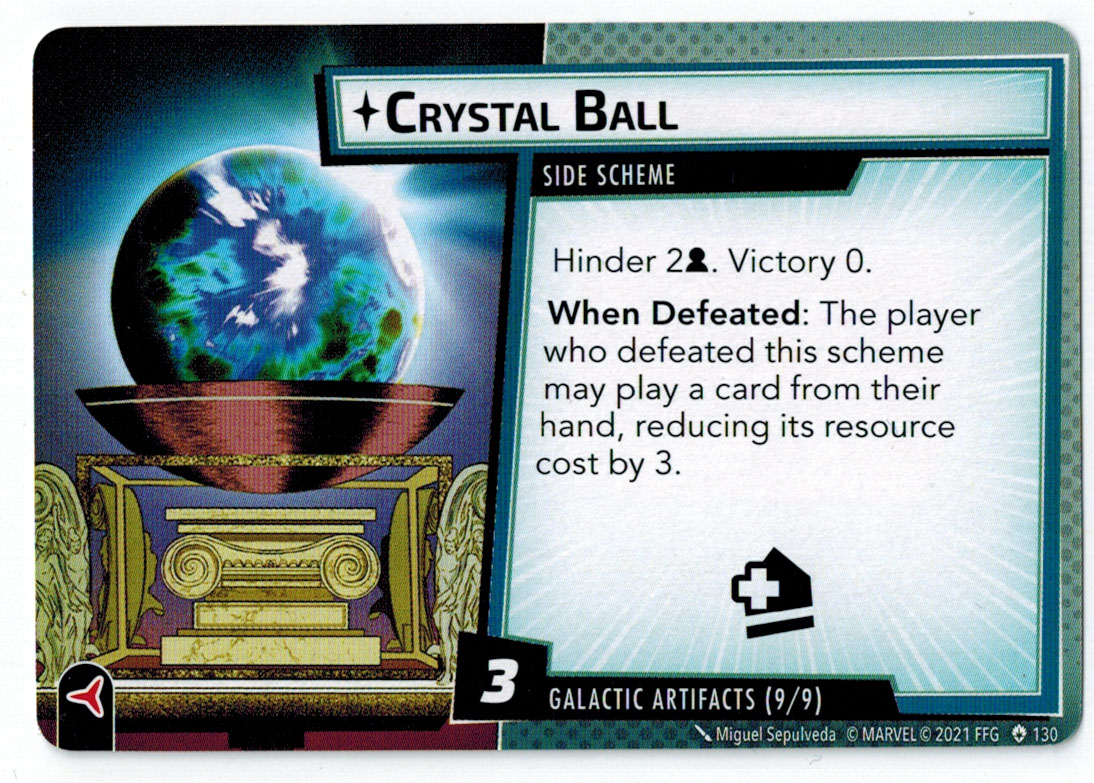 CRYSTAL BALL
SIDE SCHEME
Hinder 2. Victory 0.
When Defeated: The player
who defeated this scheme
may play a card from their
hand, reducing its resource
cost by 3.
3
GALACTIC ARTIFACTS (9/9)
Miguel Sepulveda © MARVEL © 2021 FFG 130